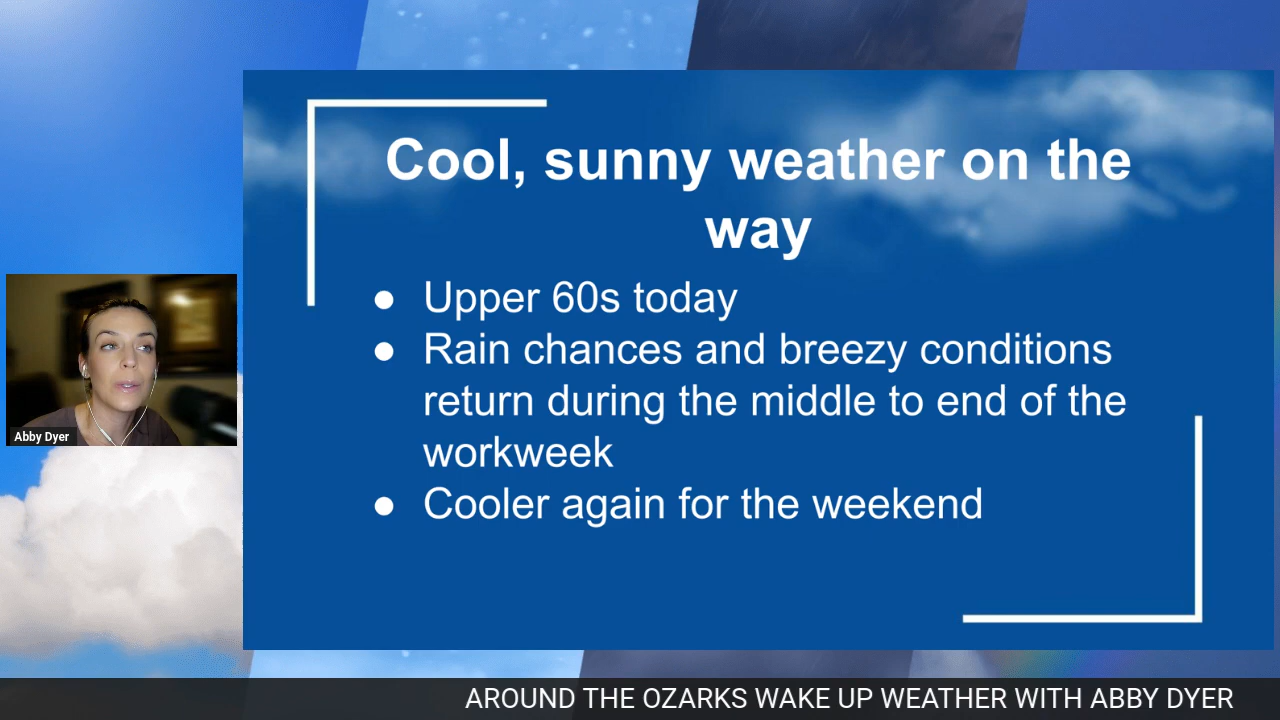 Cool, sunny weather on the
way
● Upper 60s today
● Rain chances and breezy conditions
return during the middle to end of the
workweek
● Cooler again for the weekend
Abby Dyer
AROUND THE OZARKS WAKE UP WEATHER WITH ABBY DYER